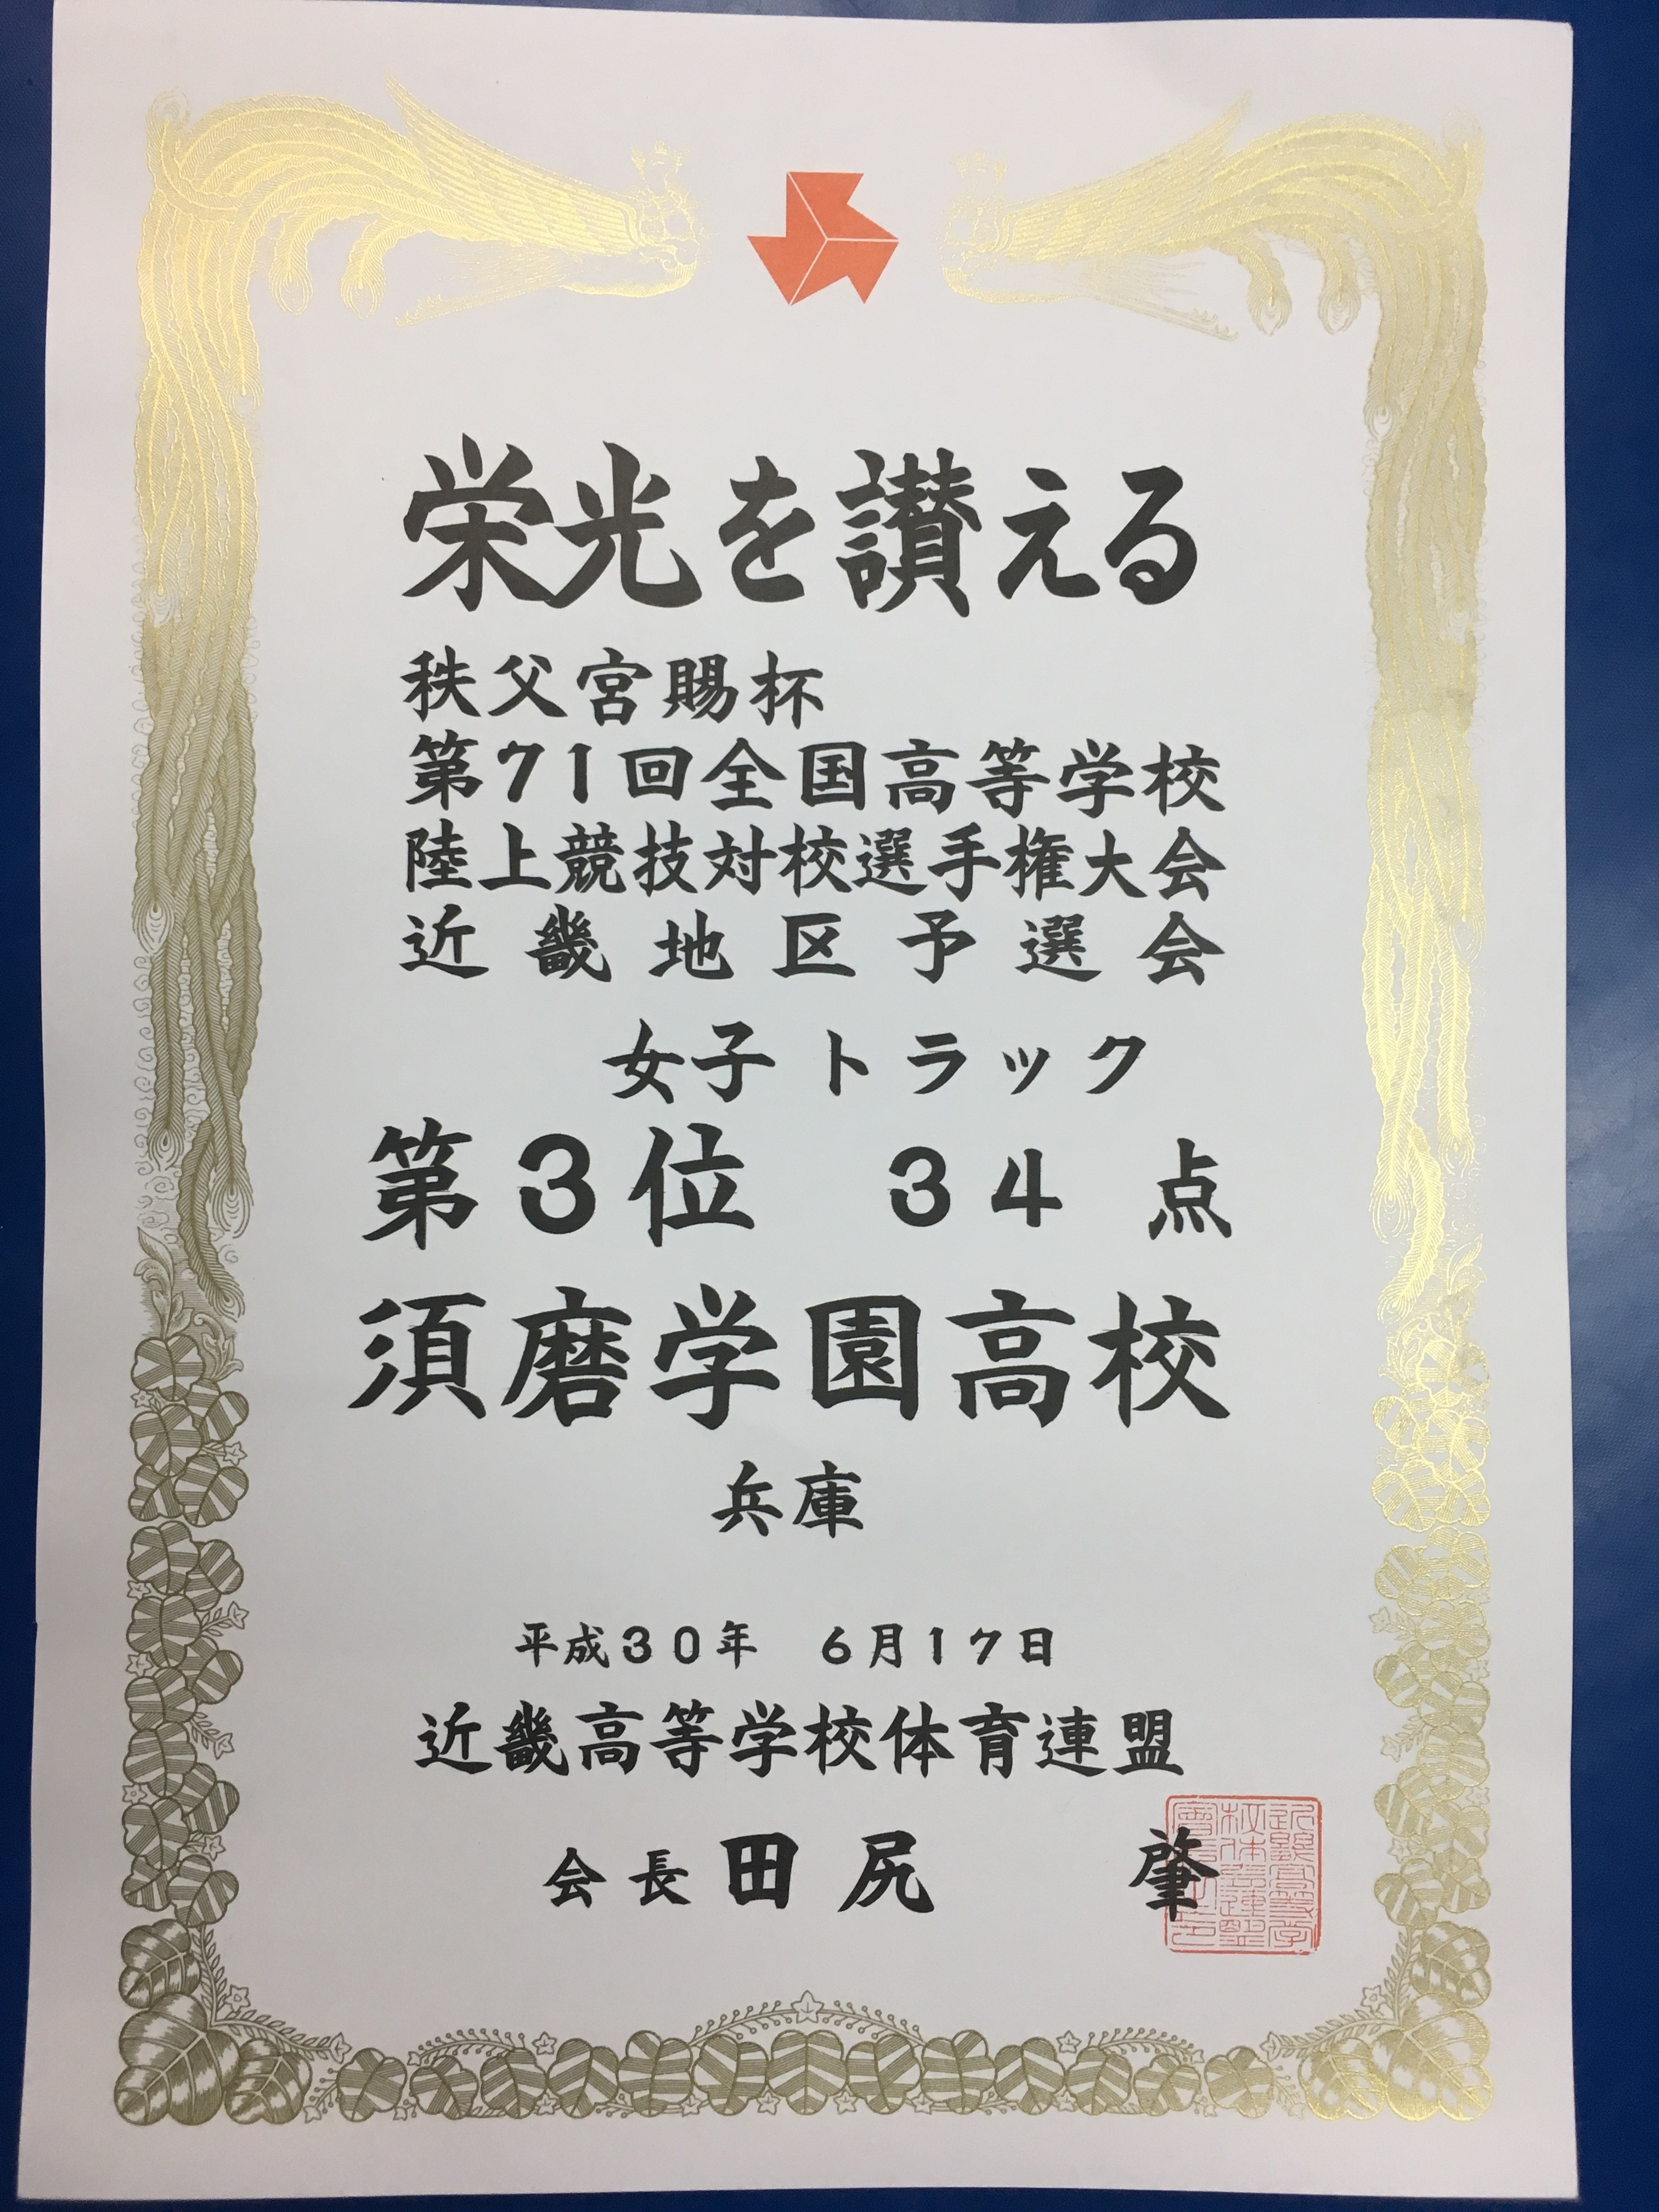 栄光を讃える
秩父宮賜杯
第71回全国高等学校
陸上競技対校選手権大会
近畿地区予選会
女子トラック
第3位 34 点
須磨学園高校
兵庫
平成30年 6月17日
近畿高等学校体育連盟
会長 田尻 肇